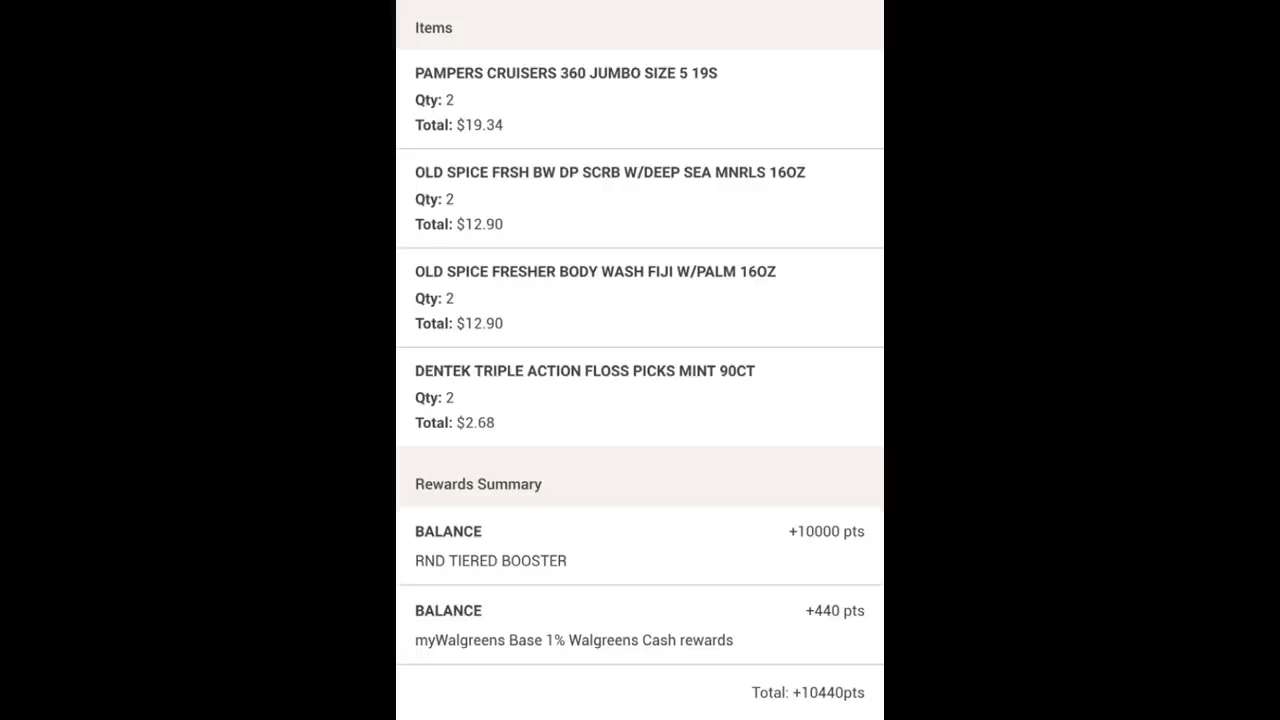 Items
PAMPERS CRUISERS 360 JUMBO SIZE 5 19S
Qty: 2
Total: $19.34
OLD SPICE FRSH BW DP SCRB W/DEEP SEA MNRLS 16OZ
Qty: 2
Total: $12.90
OLD SPICE FRESHER BODY WASH FIJI W/PALM 16OZ
Qty: 2
Total: $12.90
DENTEK TRIPLE ACTION FLOSS PICKS MINT 90CT
Qty: 2
Total: $2.68
Rewards Summary
BALANCE +10000 pts
RND TIERED BOOSTER
BALANCE +440 pts
myWalgreens Base 1% Walgreens Cash rewards
Total: +10440pts